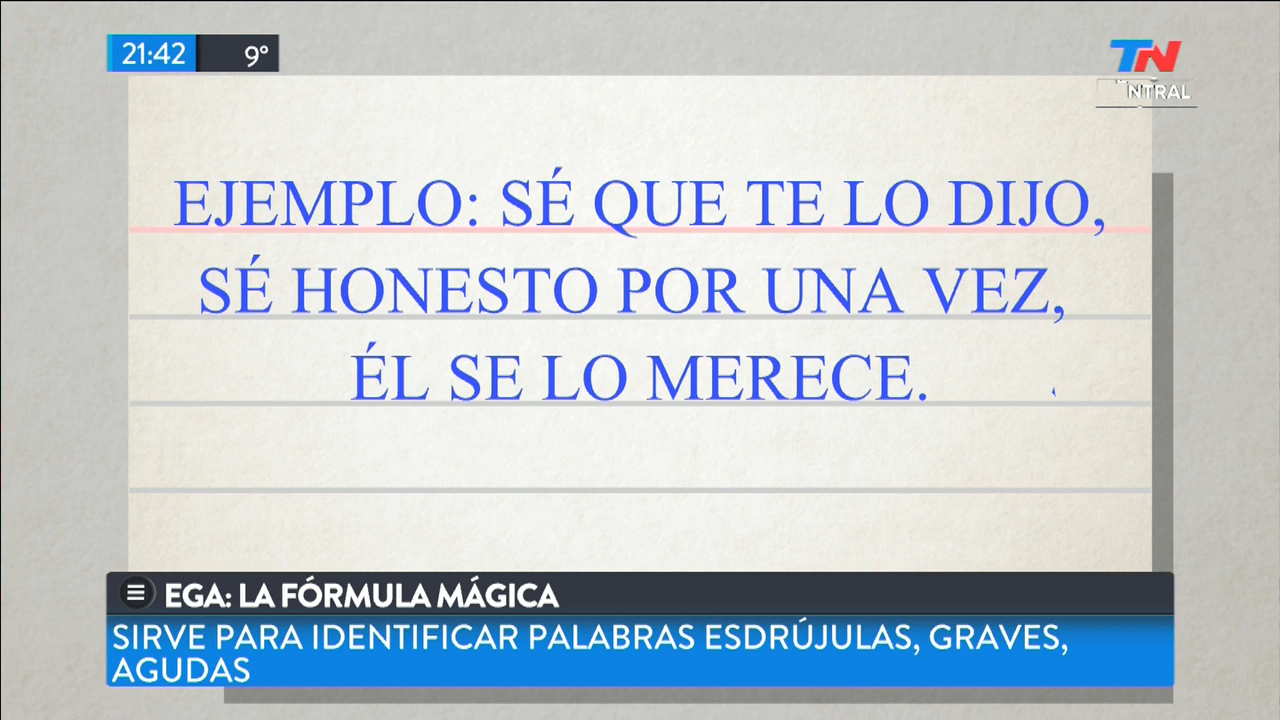 21:42 9°
TN
EJEMPLO: SÉ QUE TE LO DIJO,
SÉ HONESTO POR UNA VEZ,
ÉL SE LO MERECE.
EGA: LA FÓRMULA MÁGICA
SIRVE PARA IDENTIFICAR PALABRAS ESDRÚJULAS, GRAVES,
AGUDAS